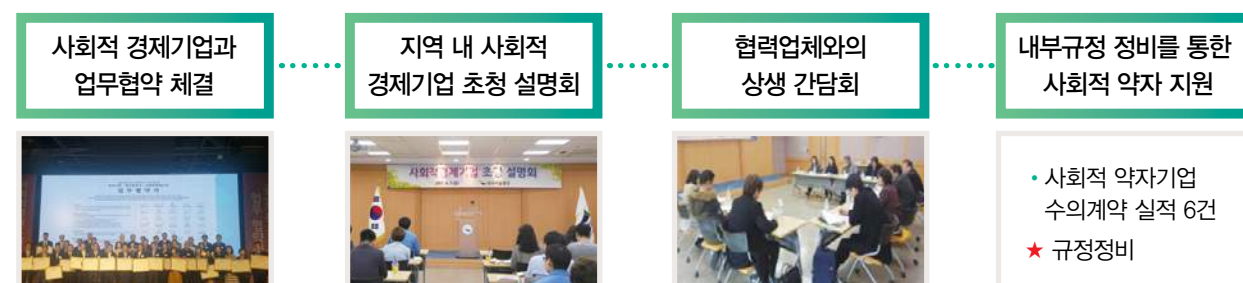 사회적 경제기업과
업무협약 체결
지역 내 사회적
경제기업 초청 설명회
협력업체와의
상생 간담회
내부규정 정비를 통한
사회적 약자 지원
업무협약식
사회적경제기업 초청 설명회
• 사회적 약자기업
수의계약 실적 6건
★ 규정정비